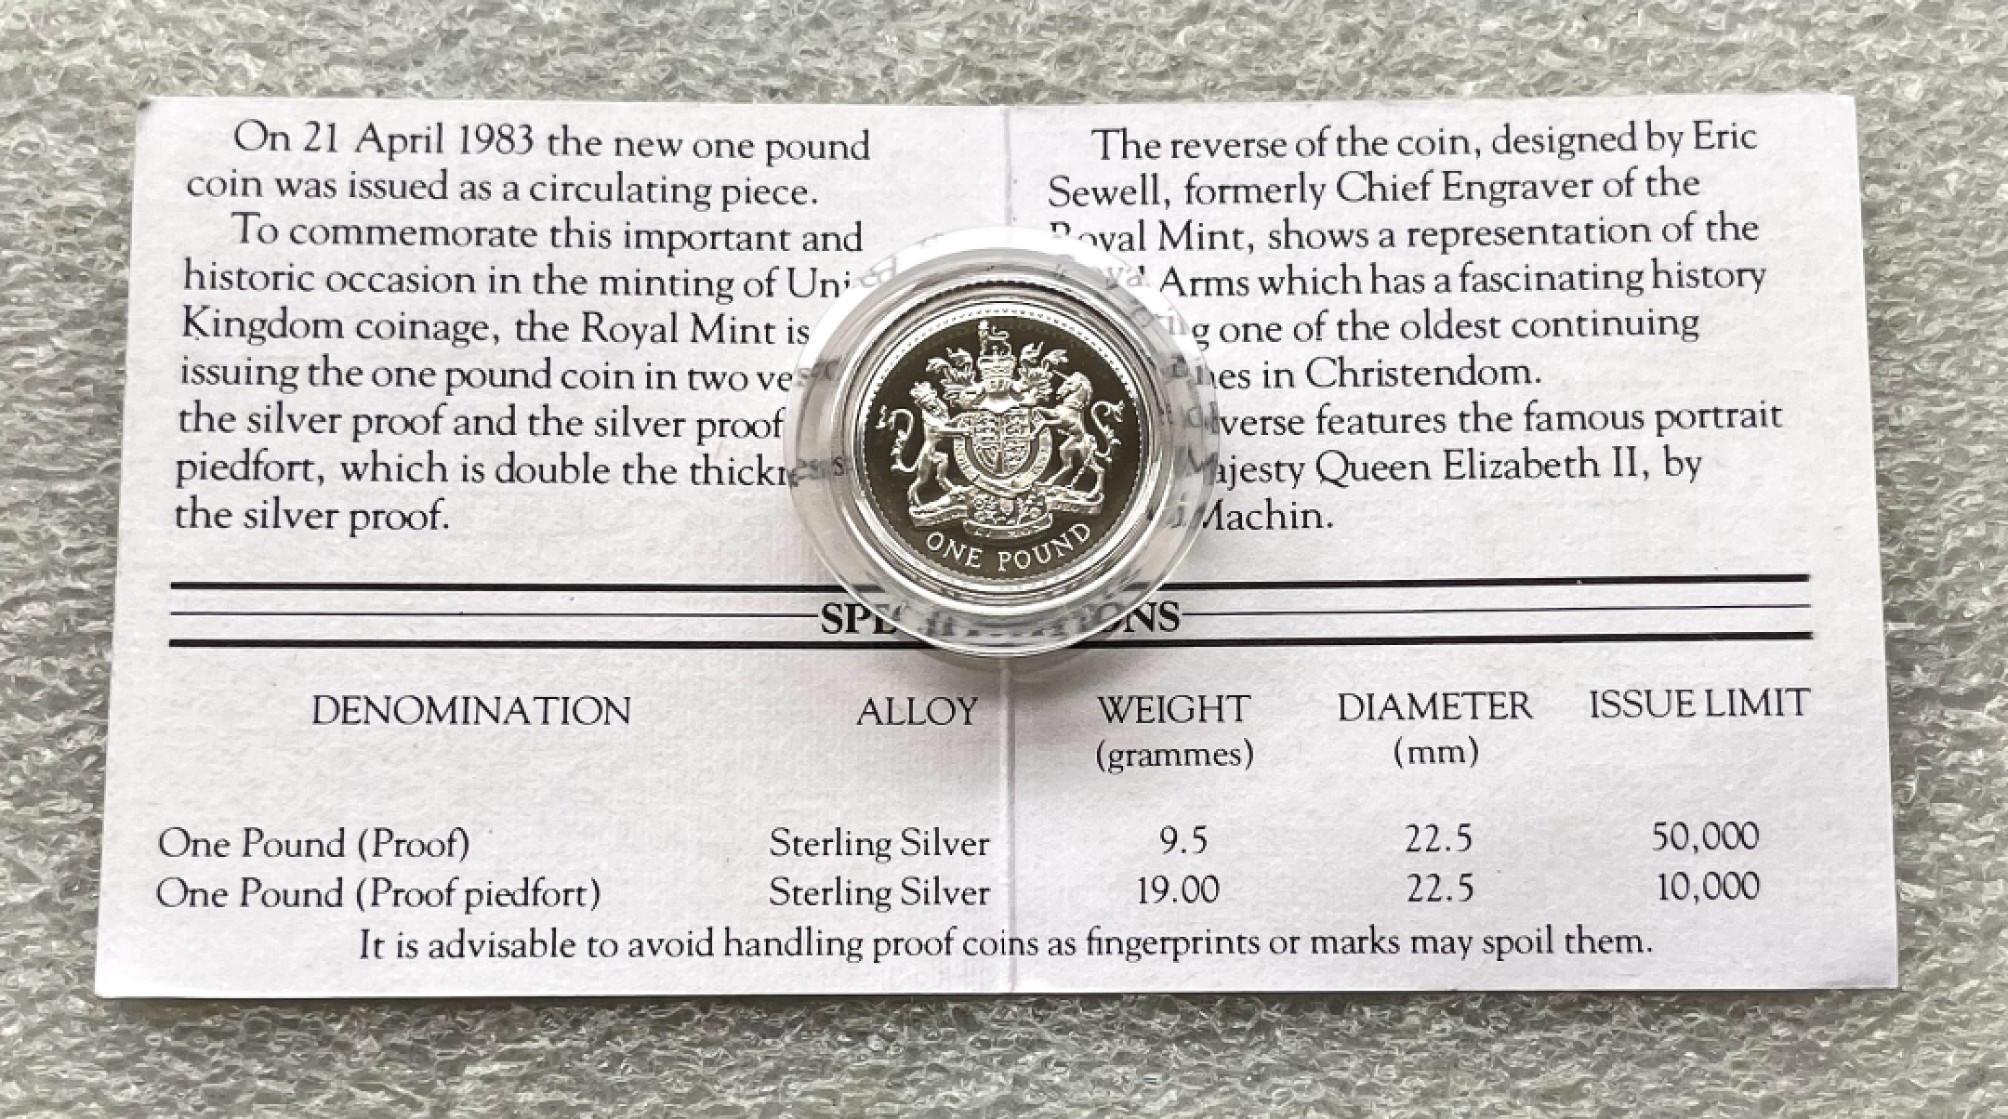 On 21 April 1983 the new one pound
coin was issued as a circulating piece.
To commemorate this important and
historic occasion in the minting of United
Kingdom coinage, the Royal Mint is
issuing the one pound coin in two
the silver proof and the silver proof
piedfort, which is double the thickness
the silver proof.
The reverse of the coin, designed by Eric
Sewell, formerly Chief Engraver of the
Royal Mint, shows a representation of the
Royal Arms which has a fascinating history
one of the oldest continuing
in Christendom.
features the famous portrait
Majesty Queen Elizabeth II, by
Machin.
ONE POUND
SPECIFICATIONS
DENOMINATION ALLOY WEIGHT DIAMETER ISSUE LIMIT
(grammes) (mm)
One Pound (Proof) Sterling Silver 9.5 22.5 50,000
One Pound (Proof piedfort) Sterling Silver 19.00 22.5 10,000
It is advisable to avoid handling proof coins as fingerprints or marks may spoil them.